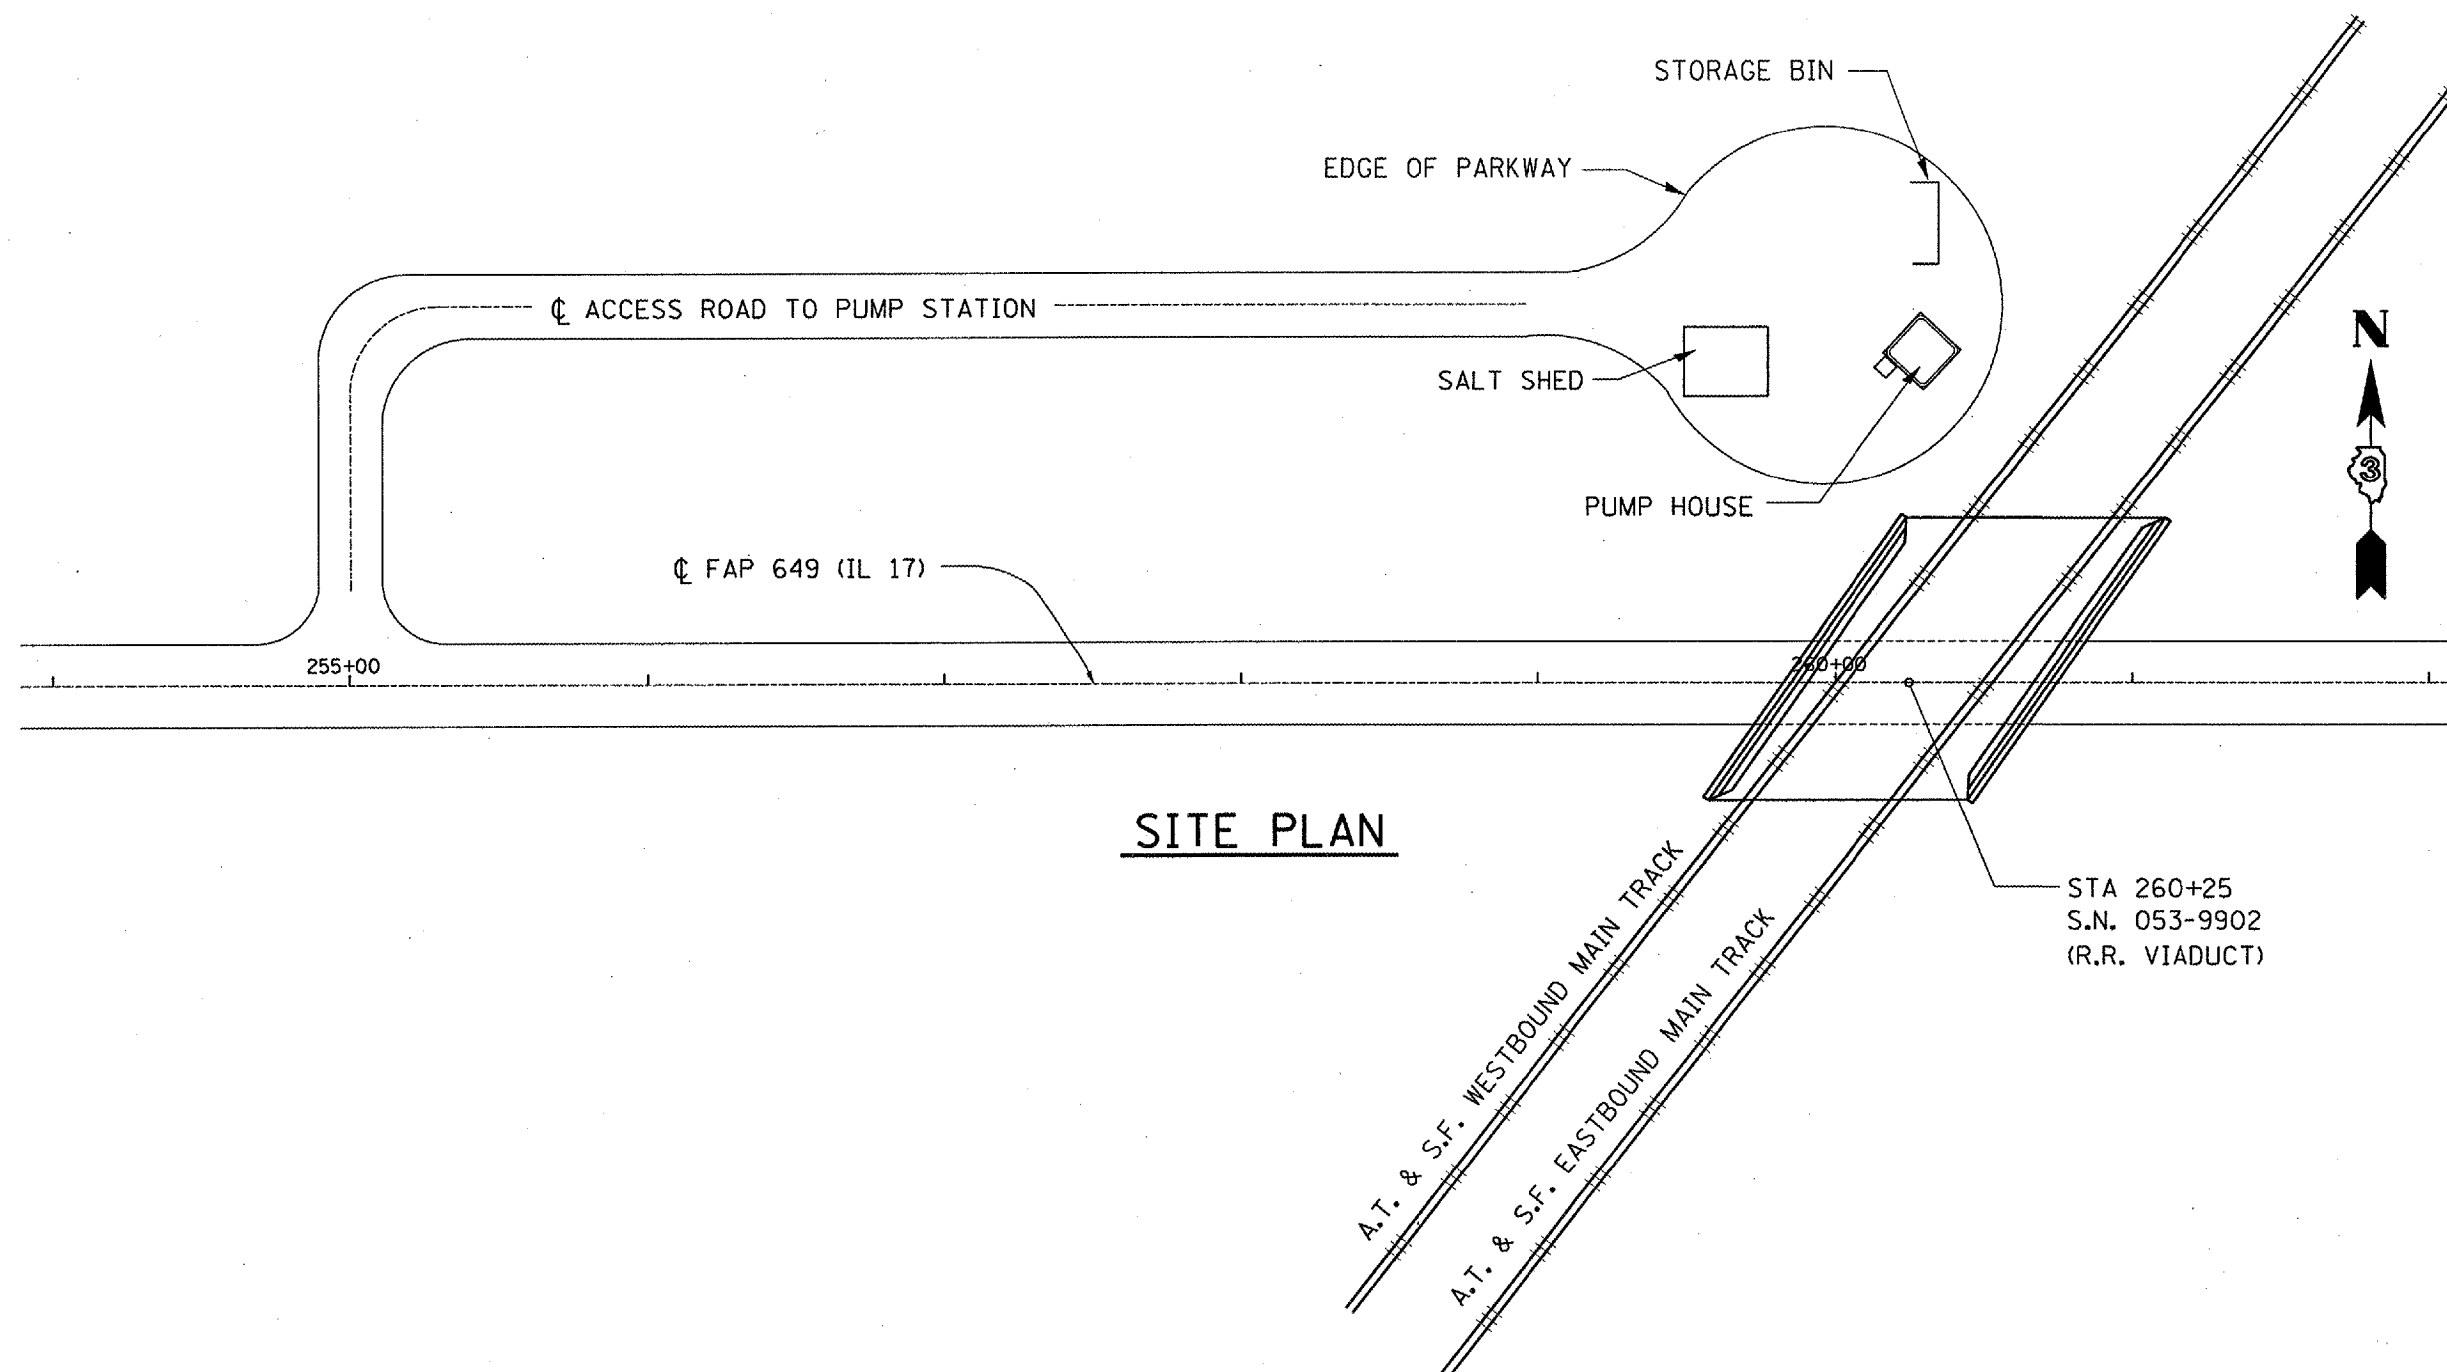 STORAGE BIN
EDGE OF PARKWAY
℄ ACCESS ROAD TO PUMP STATION
N
SALT SHED
3
PUMP HOUSE
℄ FAP 649 (IL 17)
255+00
260+00
SITE PLAN
STA 260+25
S.N. 053-9902
(R.R. VIADUCT)
A.T. & S.F. WESTBOUND MAIN TRACK
A.T. & S.F. EASTBOUND MAIN TRACK